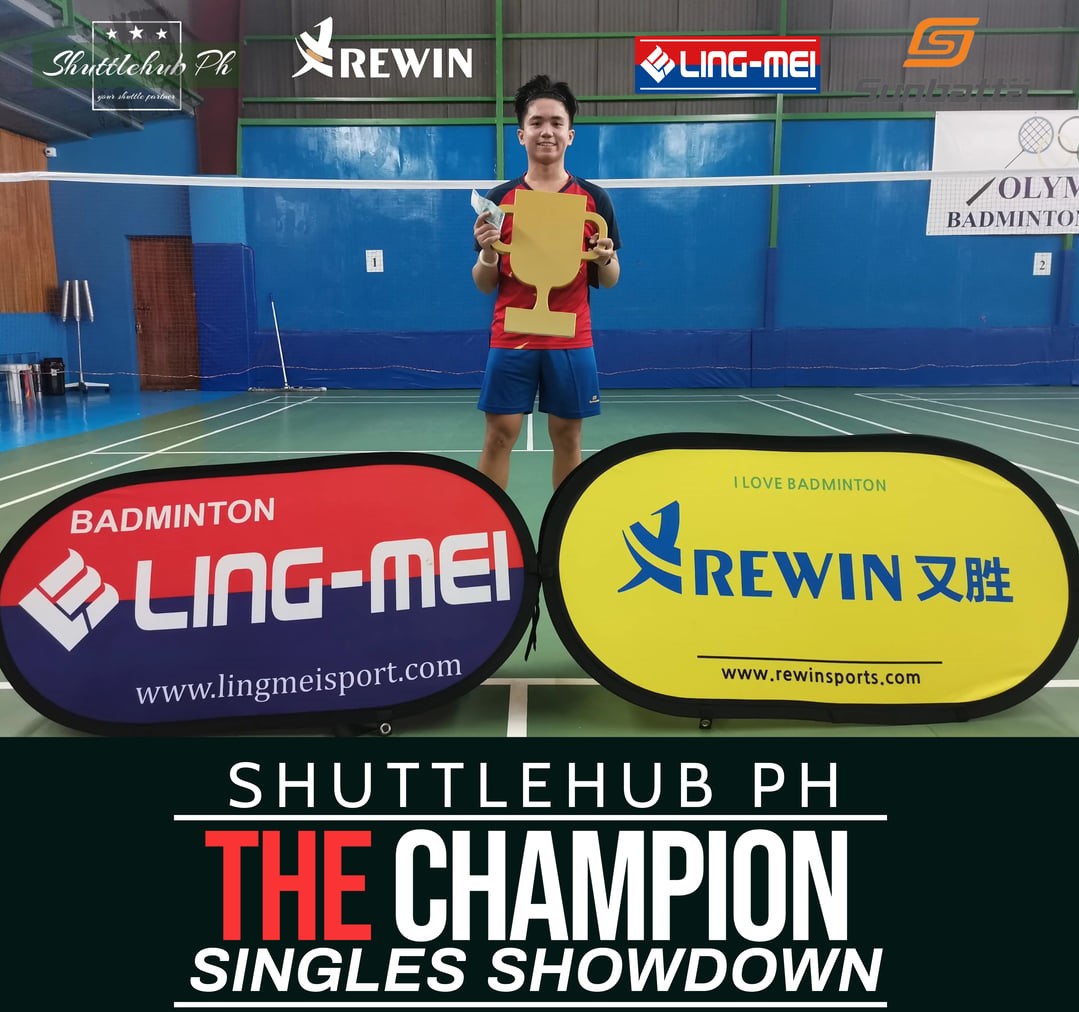 Shuttlehub Ph
your shuttle partner
REWIN
LING-MEI
Sunbatta
OLYM
BADMINTON
1
2
BADMINTON
LING-MEI
www.lingmeisport.com
I LOVE BADMINTON
REWIN 又胜
www.rewinsports.com
SHUTTLEHUB PH
THE CHAMPION
SINGLES SHOWDOWN